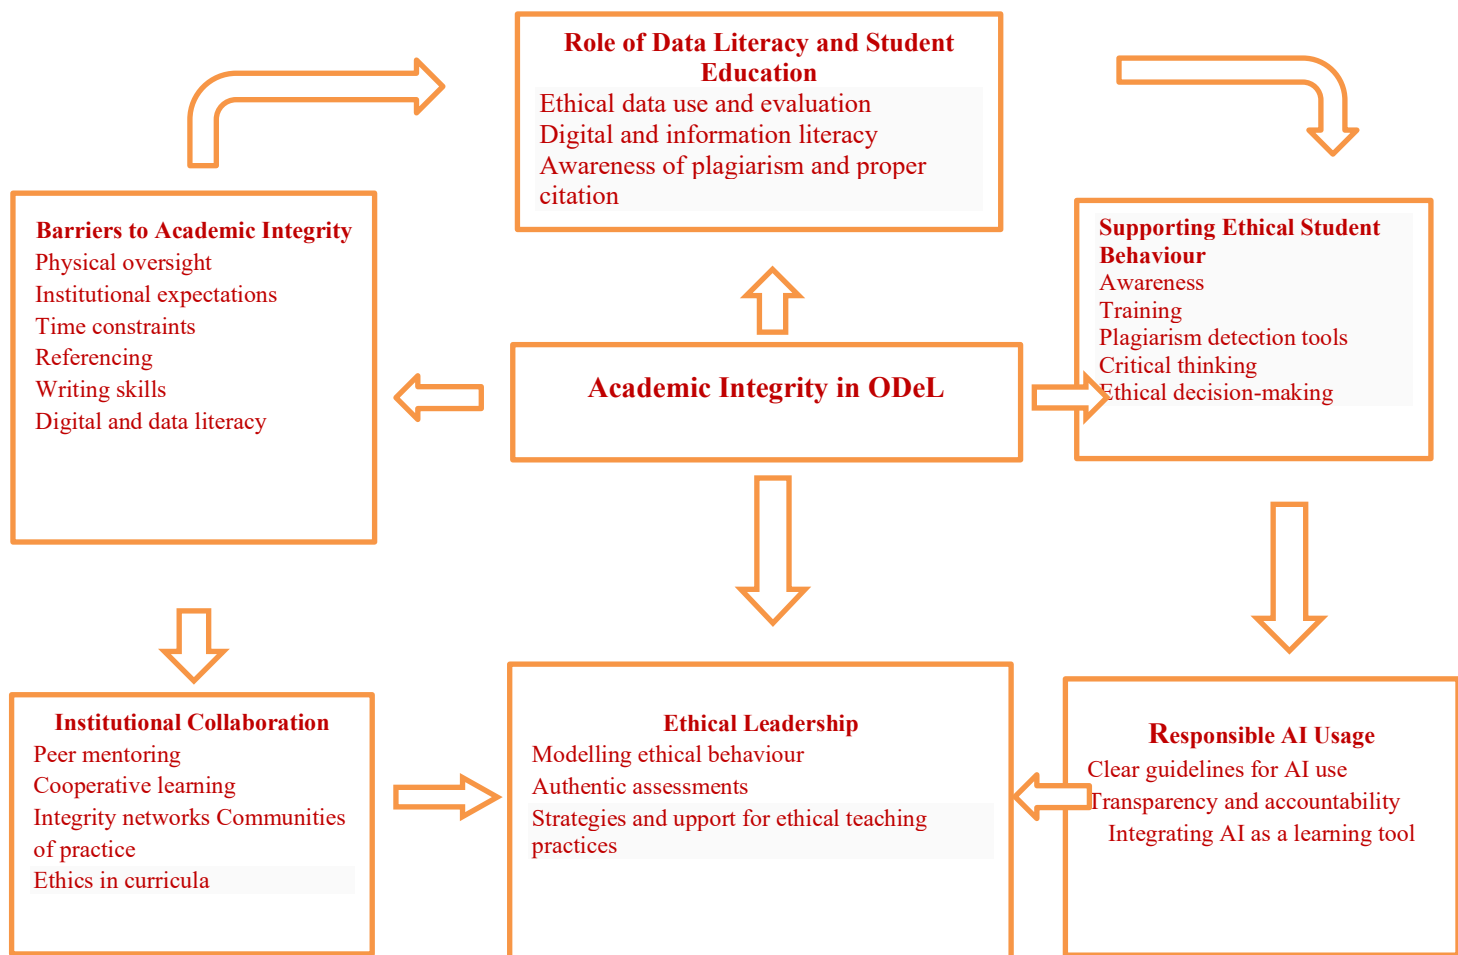 Role of Data Literacy and Student
Education
Ethical data use and evaluation
Digital and information literacy
Awareness of plagiarism and proper
citation
Barriers to Academic Integrity
Physical oversight
Institutional expectations
Time constraints
Referencing
Writing skills
Digital and data literacy
Academic Integrity in ODeL
Supporting Ethical Student
Behaviour
Awareness
Training
Plagiarism detection tools
Critical thinking
Ethical decision-making
Institutional Collaboration
Peer mentoring
Cooperative learning
Integrity networks Communities
of practice
Ethics in curricula
Ethical Leadership
Modelling ethical behaviour
Authentic assessments
Strategies and upport for ethical teaching
practices
Responsible AI Usage
Clear guidelines for AI use
Transparency and accountability
Integrating AI as a learning tool